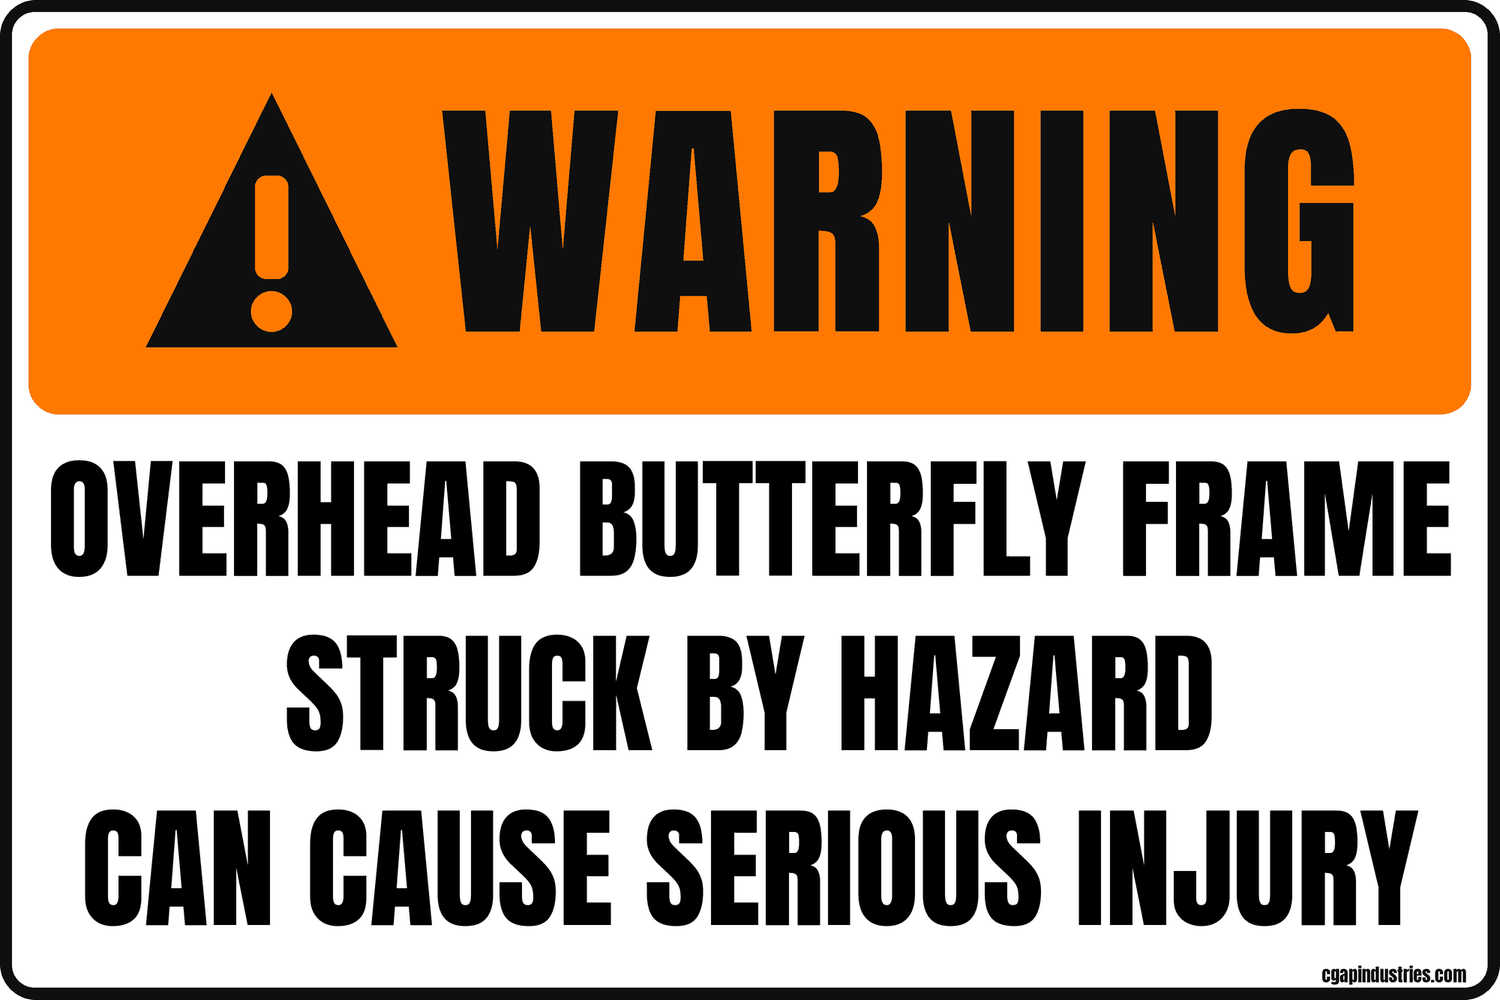 WARNING
OVERHEAD BUTTERFLY FRAME
STRUCK BY HAZARD
CAN CAUSE SERIOUS INJURY
cgapindustries.com